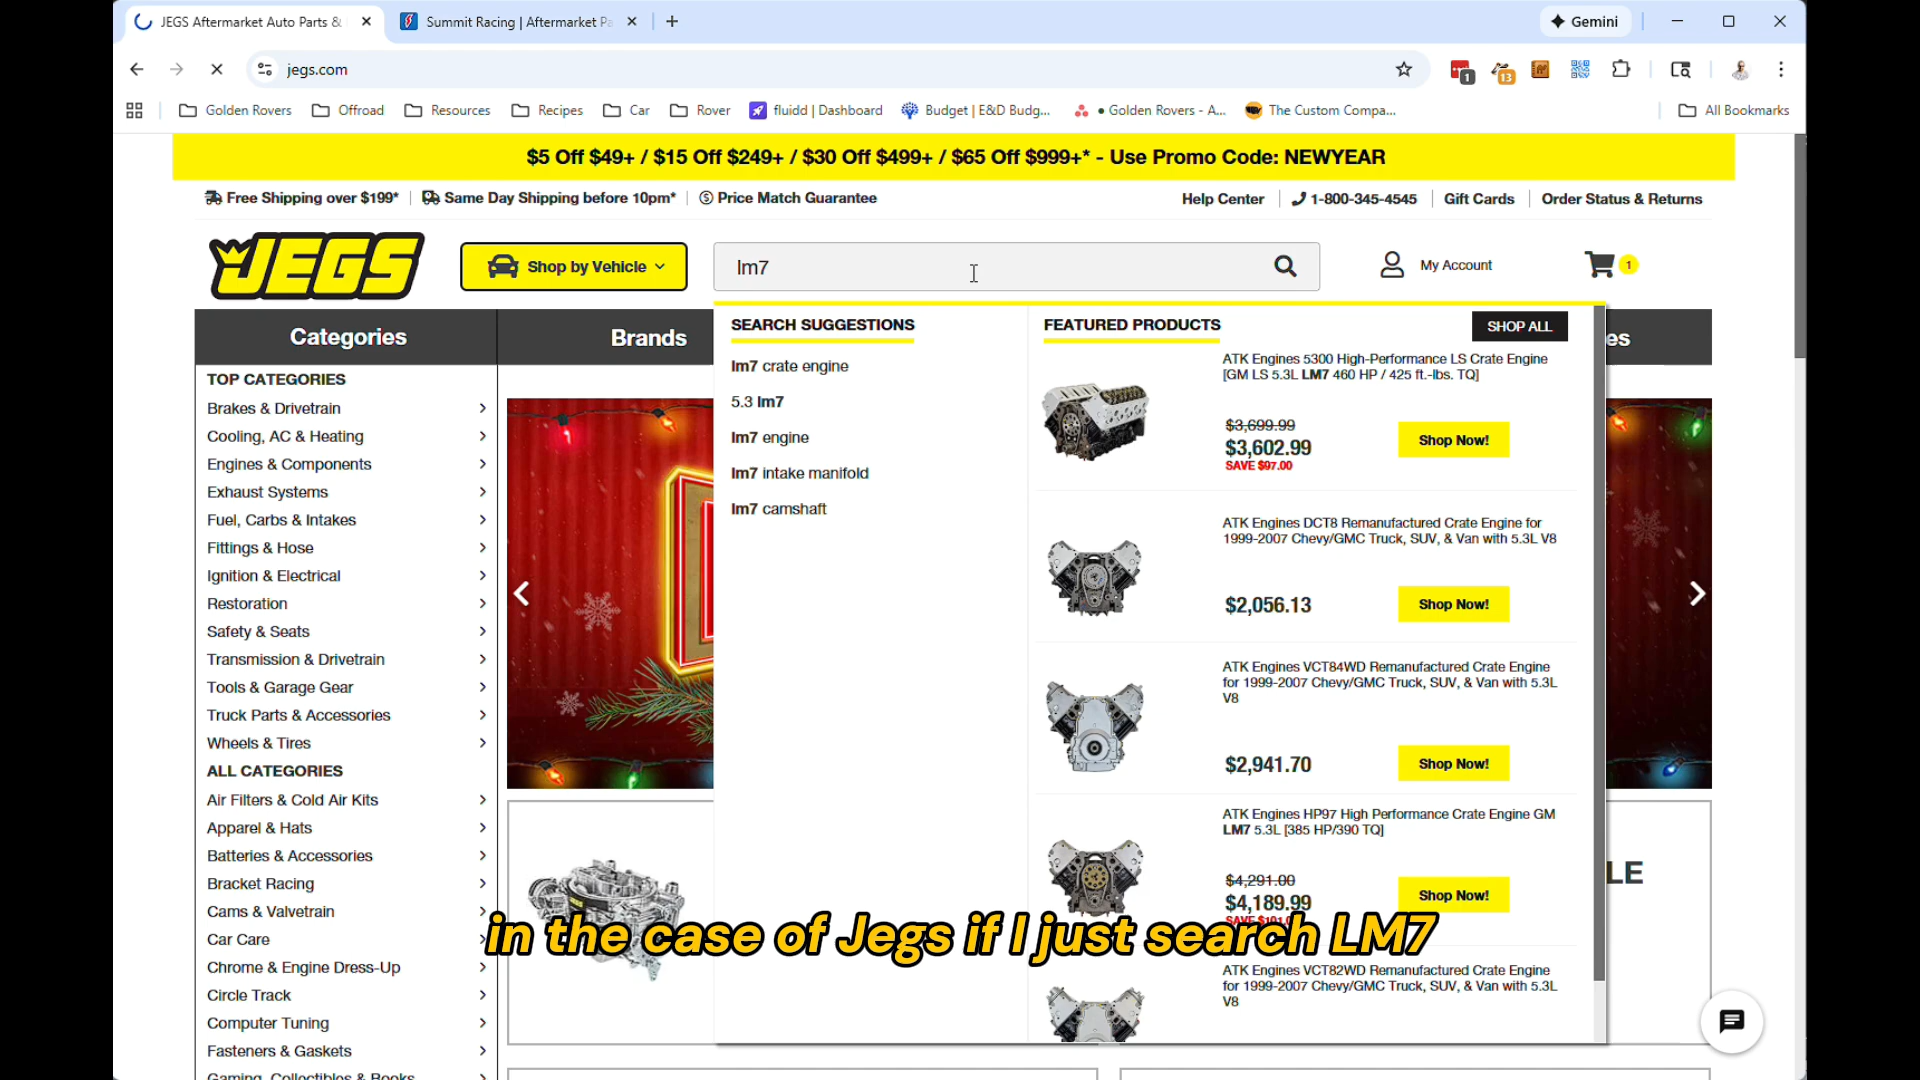 JEGS Aftermarket Auto Parts &
Summit Racing | Aftermarket Pa
Gemini
jegs.com
1
13
Golden Rovers
Offroad
Resources
Recipes
Car
Rover
fluidd | Dashboard
Budget | E&D Budg...
• Golden Rovers - A...
The Custom Compa...
All Bookmarks
$5 Off $49+ / $15 Off $249+ / $30 Off $499+ / $65 Off $999+* - Use Promo Code: NEWYEAR
Free Shipping over $199*
Same Day Shipping before 10pm*
Price Match Guarantee
Help Center
1-800-345-4545
Gift Cards
Order Status & Returns
JEGS
Shop by Vehicle
lm7
My Account
1
Categories
Brands
es
TOP CATEGORIES
Brakes & Drivetrain
Cooling, AC & Heating
Engines & Components
Exhaust Systems
Fuel, Carbs & Intakes
Fittings & Hose
Ignition & Electrical
Restoration
Safety & Seats
Transmission & Drivetrain
Tools & Garage Gear
Truck Parts & Accessories
Wheels & Tires
ALL CATEGORIES
Air Filters & Cold Air Kits
Apparel & Hats
Batteries & Accessories
Bracket Racing
Cams & Valvetrain
Car Care
Chrome & Engine Dress-Up
Circle Track
Computer Tuning
Fasteners & Gaskets
Gaming, Collectibles & Books
SEARCH SUGGESTIONS
lm7 crate engine
5.3 lm7
lm7 engine
lm7 intake manifold
lm7 camshaft
FEATURED PRODUCTS
SHOP ALL
ATK Engines 5300 High-Performance LS Crate Engine
[GM LS 5.3L LM7 460 HP / 425 ft.-lbs. TQ]
$3,699.99
$3,602.99
SAVE $97.00
Shop Now!
ATK Engines DCT8 Remanufactured Crate Engine for
1999-2007 Chevy/GMC Truck, SUV, & Van with 5.3L V8
$2,056.13
Shop Now!
ATK Engines VCT84WD Remanufactured Crate Engine
for 1999-2007 Chevy/GMC Truck, SUV, & Van with 5.3L
V8
$2,941.70
Shop Now!
ATK Engines HP97 High Performance Crate Engine GM
LM7 5.3L [385 HP/390 TQ]
$4,291.00
$4,189.99
SAVE $101.0
Shop Now!
ATK Engines VCT82WD Remanufactured Crate Engine
for 1999-2007 Chevy/GMC Truck, SUV, & Van with 5.3L
V8
LE
in the case of Jegs if I just search LM7